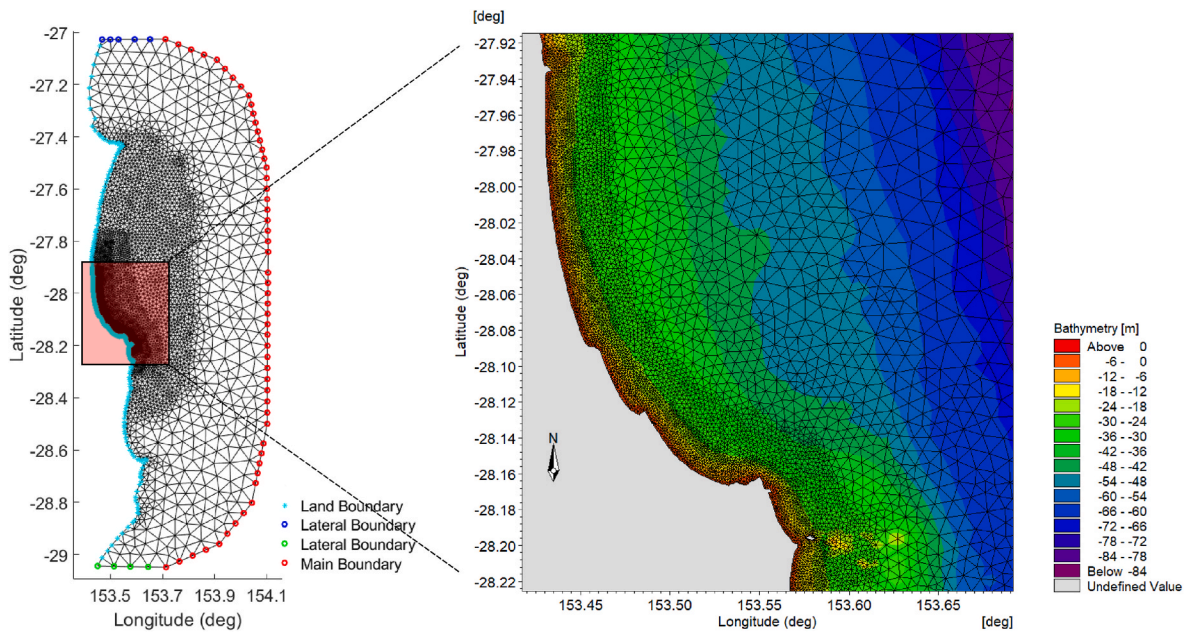 -27
-27.2
-27.4
-27.6
-27.8
-28
-28.2
-28.4
-28.6
-28.8
-29
Latitude (deg)
153.5 153.7 153.9 154.1
Longitude (deg)
Land Boundary
Lateral Boundary
Lateral Boundary
Main Boundary
[deg]
-27.92
-27.94
-27.96
-27.98
-28.00
-28.02
-28.04
-28.06
-28.08
-28.10
-28.12
-28.14
-28.16
-28.18
-28.20
-28.22
Latitude (deg)
N
153.45 153.50 153.55 153.60 153.65
Longitude (deg) [deg]
Bathymetry [m]
Above 0
-6 - 0
-12 - -6
-18 - -12
-24 - -18
-30 - -24
-36 - -30
-42 - -36
-48 - -42
-54 - -48
-60 - -54
-66 - -60
-72 - -66
-78 - -72
-84 - -78
Below -84
Undefined Value